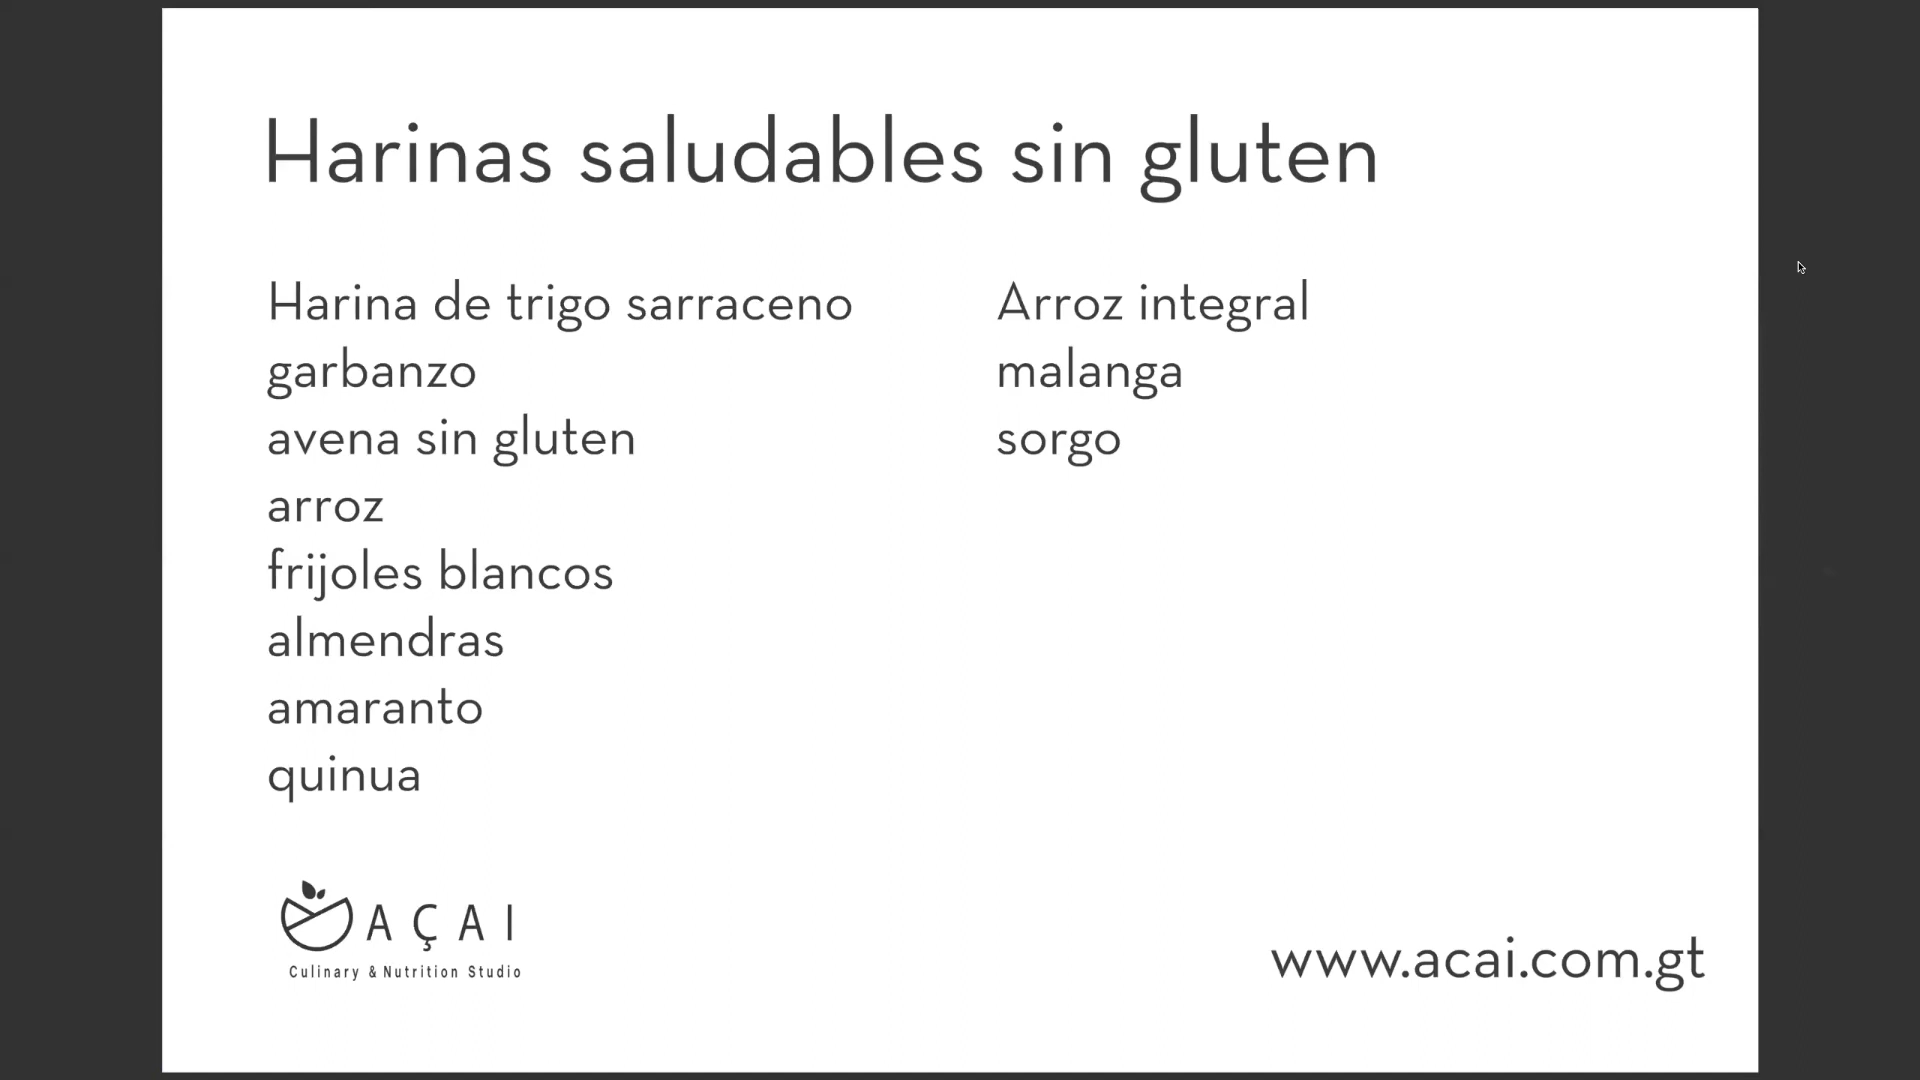 Harinas saludables sin gluten
Harina de trigo sarraceno
garbanzo
avena sin gluten
arroz
frijoles blancos
almendras
amaranto
quinua
Arroz integral
malanga
sorgo
AÇAI
Culinary & Nutrition Studio
www.acai.com.gt